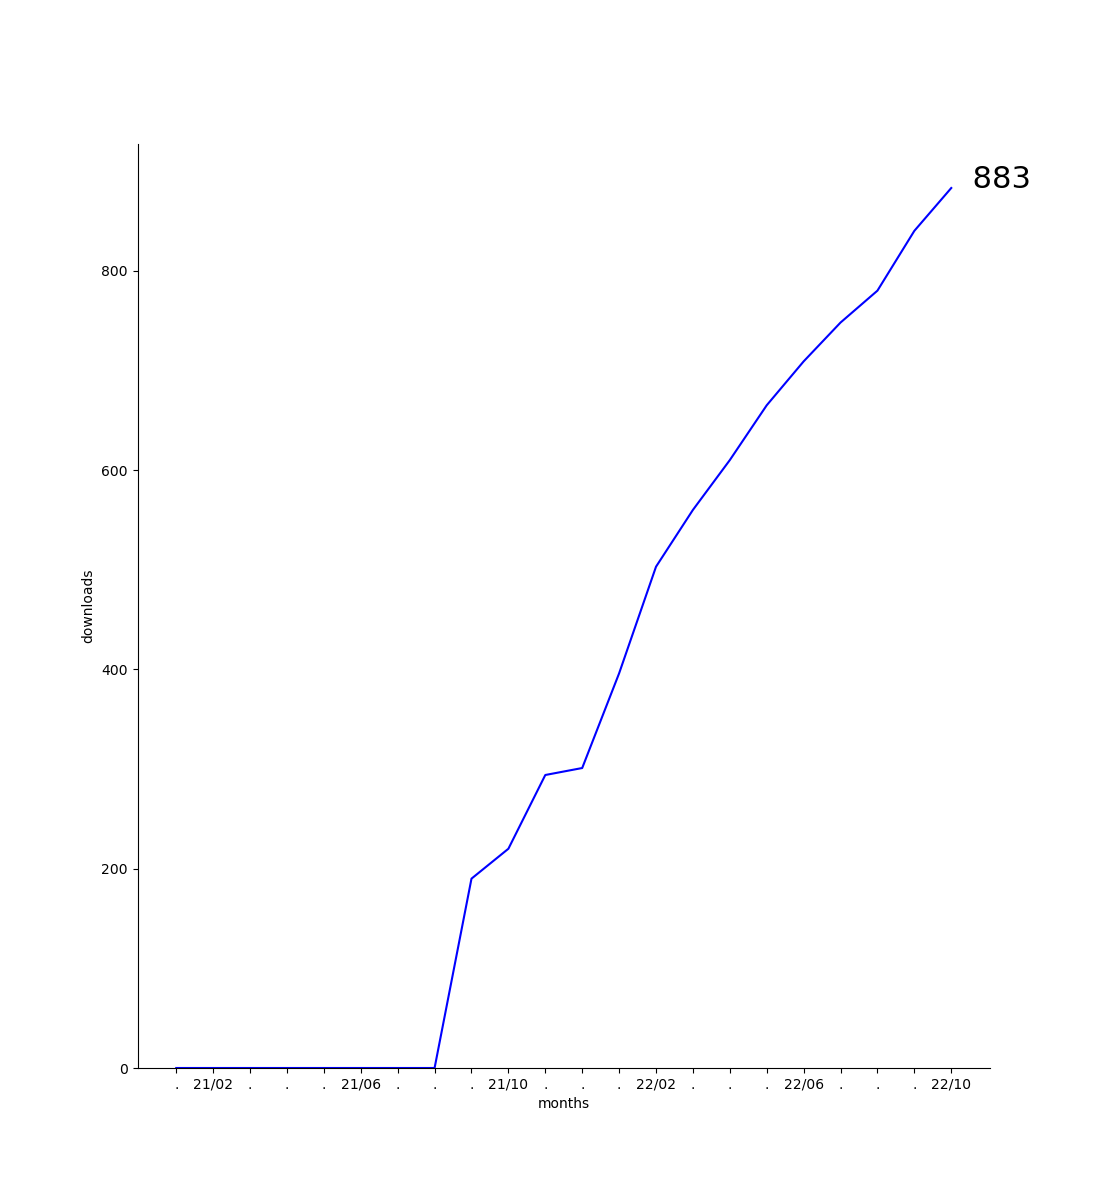 883
800
600
400
200
0
downloads
. 21/02 . . . 21/06 . . . 21/10 . . . 22/02 . . . 22/06 . . . 22/10
months